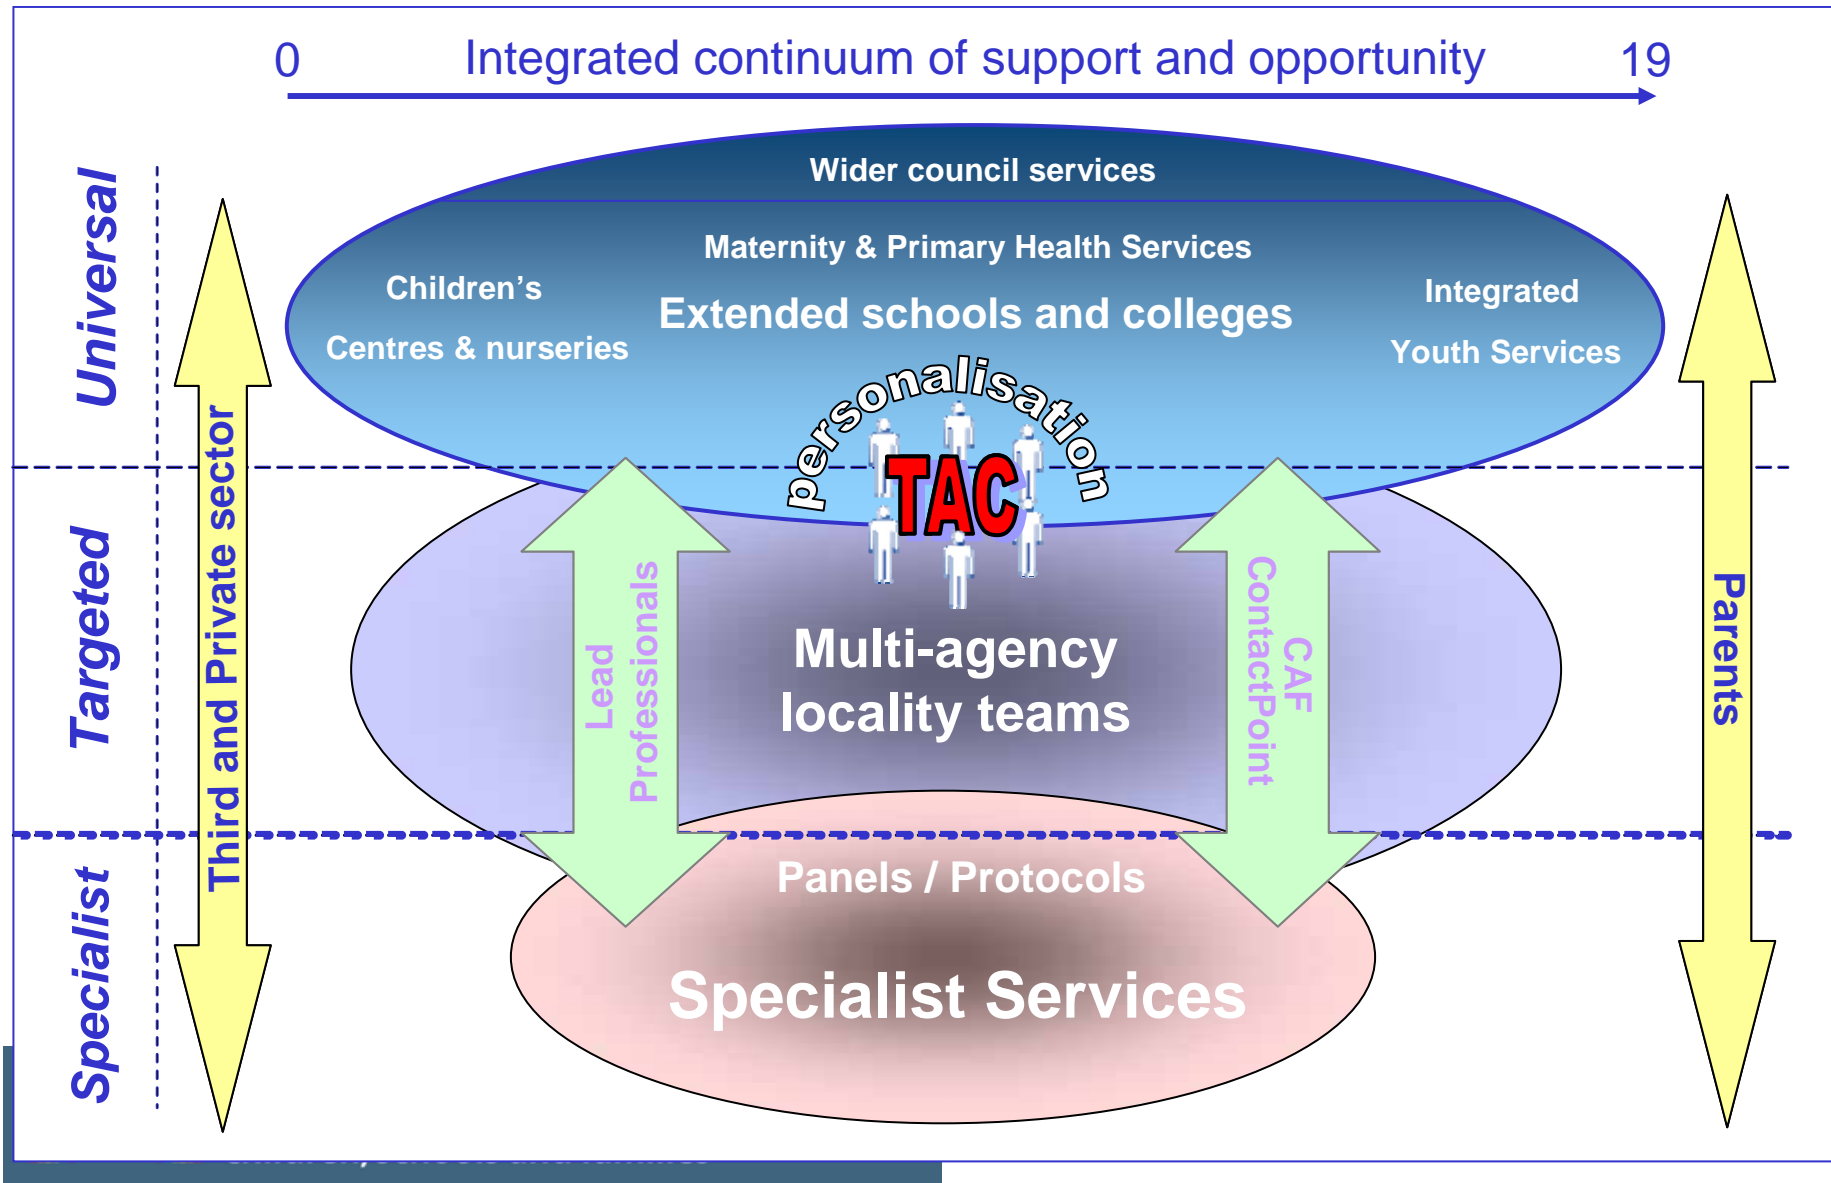 0 Integrated continuum of support and opportunity 19
Universal
Targeted
Specialist
Third and Private sector
Wider council services
Maternity & Primary Health Services
Children’s
Centres & nurseries
Extended schools and colleges
Integrated
Youth Services
personalisation
TAC
Lead
Professionals
Multi-agency
locality teams
CAF
ContactPoint
Parents
Panels / Protocols
Specialist Services